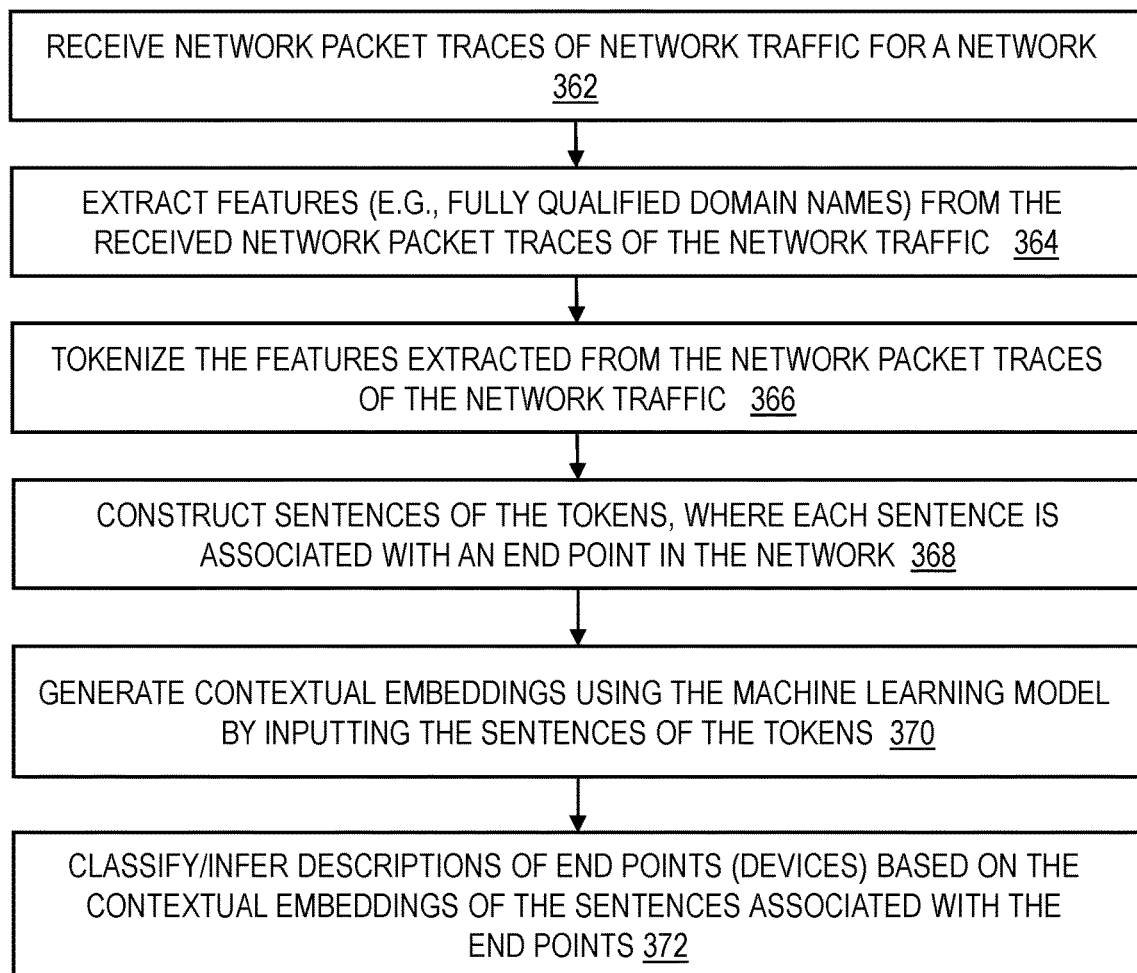 RECEIVE NETWORK PACKET TRACES OF NETWORK TRAFFIC FOR A NETWORK
362
EXTRACT FEATURES (E.G., FULLY QUALIFIED DOMAIN NAMES) FROM THE
RECEIVED NETWORK PACKET TRACES OF THE NETWORK TRAFFIC 364
TOKENIZE THE FEATURES EXTRACTED FROM THE NETWORK PACKET TRACES
OF THE NETWORK TRAFFIC 366
CONSTRUCT SENTENCES OF THE TOKENS, WHERE EACH SENTENCE IS
ASSOCIATED WITH AN END POINT IN THE NETWORK 368
GENERATE CONTEXTUAL EMBEDDINGS USING THE MACHINE LEARNING MODEL
BY INPUTTING THE SENTENCES OF THE TOKENS 370
CLASSIFY/INFER DESCRIPTIONS OF END POINTS (DEVICES) BASED ON THE
CONTEXTUAL EMBEDDINGS OF THE SENTENCES ASSOCIATED WITH THE
END POINTS 372